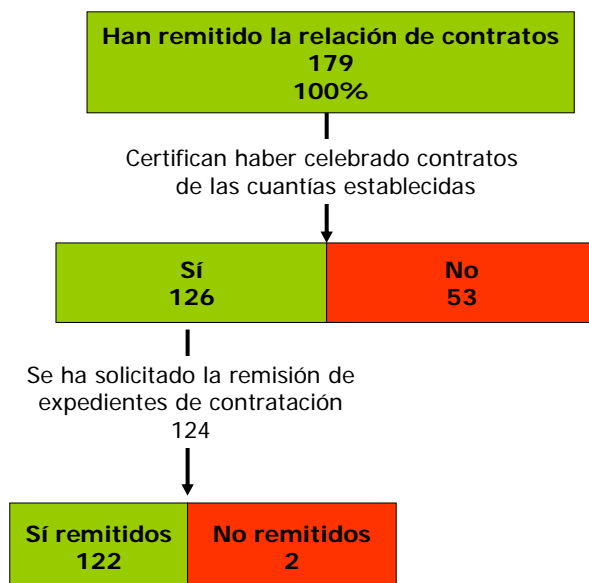 Han remitido la relación de contratos
179
100%
Certifican haber celebrado contratos
de las cuantías establecidas
Sí
126
No
53
Se ha solicitado la remisión de
expedientes de contratación
124
Sí remitidos
122
No remitidos
2